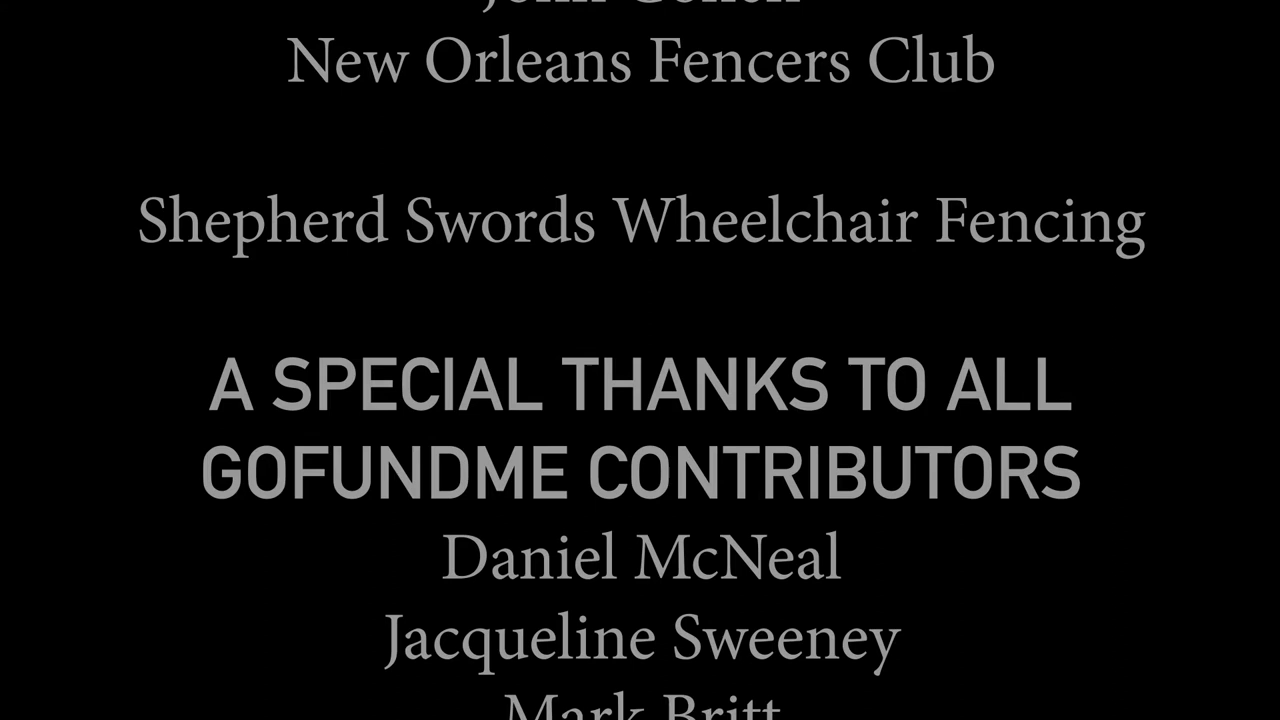 New Orleans Fencers Club
Shepherd Swords Wheelchair Fencing
A SPECIAL THANKS TO ALL
GOFUNDME CONTRIBUTORS
Daniel McNeal
Jacqueline Sweeney
Mark Britt